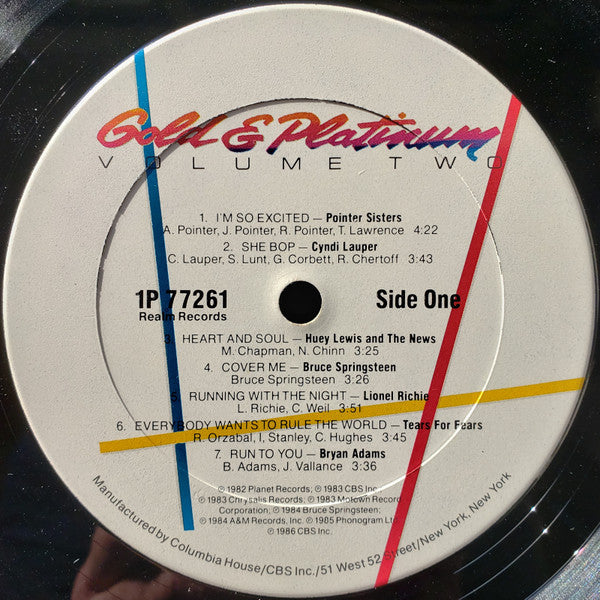 Gold & Platinum
VOLUME TWO
1. I'M SO EXCITED — Pointer Sisters
A. Pointer, J. Pointer, R. Pointer, T. Lawrence 4:22
2. SHE BOP — Cyndi Lauper
C. Lauper, S. Lunt, G. Corbett, R. Chertoff 3:43
1P 77261 Side One
Realm Records
3. HEART AND SOUL — Huey Lewis and The News
M. Chapman, N. Chinn 3:25
4. COVER ME — Bruce Springsteen
Bruce Springsteen 3:26
5. RUNNING WITH THE NIGHT — Lionel Richie
L. Richie, C. Weil 3:51
6. EVERYBODY WANTS TO RULE THE WORLD — Tears For Fears
R. Orzabal, I, Stanley, C. Hughes 3:45
7. RUN TO YOU — Bryan Adams
B. Adams, J. Vallance 3:36
℗ 1982 Planet Records; ℗ 1983 CBS Inc.;
℗ 1983 Chrysalis Records; ℗ 1983 Motown Record
Corporation; ℗ 1984 Bruce Springsteen;
℗ 1984 A&M Records, Inc. ℗ 1985 Phonogram Ltd.
℗ 1986 CBS Inc.
Manufactured by Columbia House/CBS Inc./51 West 52 Street/New York, New York